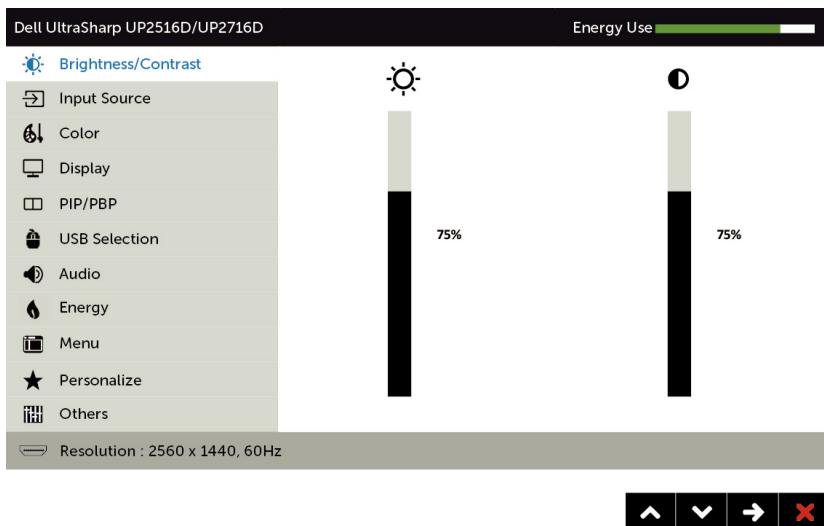 Dell UltraSharp UP2516D/UP2716D
Energy Use
Brightness/Contrast
Input Source
Color
Display
PIP/PBP
USB Selection
Audio
Energy
Menu
Personalize
Others
75%
75%
Resolution : 2560 x 1440, 60Hz